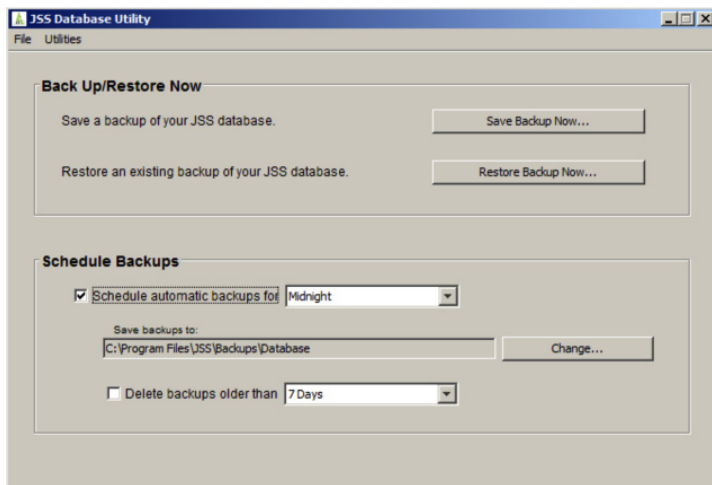 JSS Database Utility
File Utilities
Back Up/Restore Now
Save a backup of your JSS database. Save Backup Now...
Restore an existing backup of your JSS database. Restore Backup Now...
Schedule Backups
Schedule automatic backups for Midnight
Save backups to:
C:\Program Files\JSS\Backups\Database Change...
Delete backups older than 7 Days